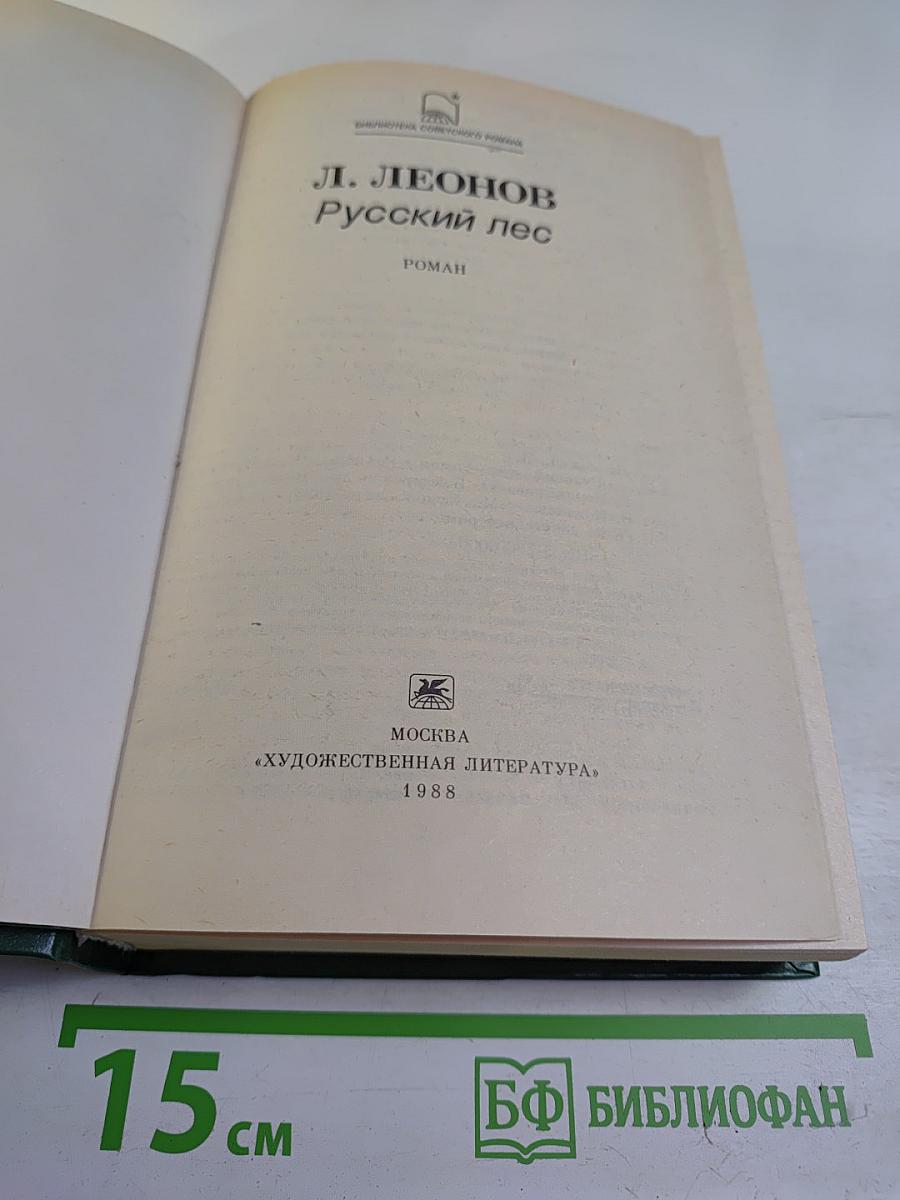 БИБЛИОТЕКА СОВЕТСКОГО РОМАНА
Л. ЛЕОНОВ
Русский лес
РОМАН
МОСКВА
«ХУДОЖЕСТВЕННАЯ ЛИТЕРАТУРА»
1988
15 см
БФ БИБЛИОФАН